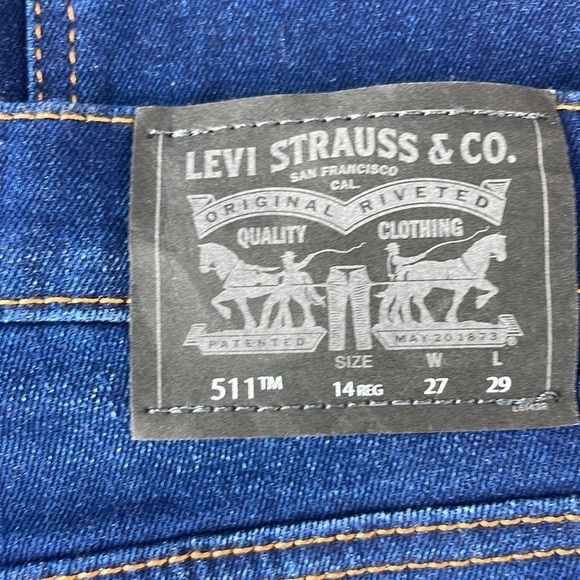 LEVI STRAUSS & CO.
SAN FRANCISCO
CAL.
ORIGINAL RIVETED
QUALITY CLOTHING
PATENTED MAY 20 1873
SIZE W L
511™ 14 REG 27 29